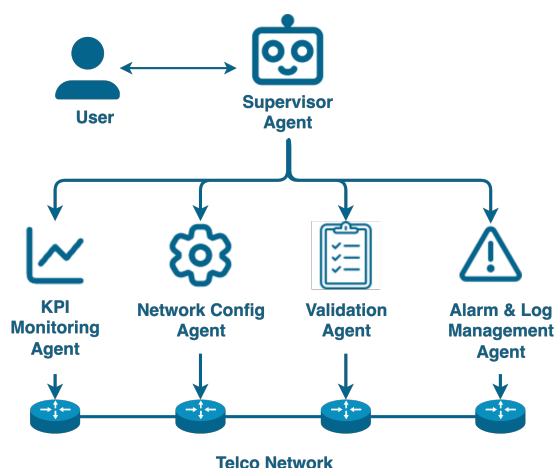 User
Supervisor
Agent
KPI
Monitoring
Agent
Network Config
Agent
Validation
Agent
Alarm & Log
Management
Agent
Telco Network